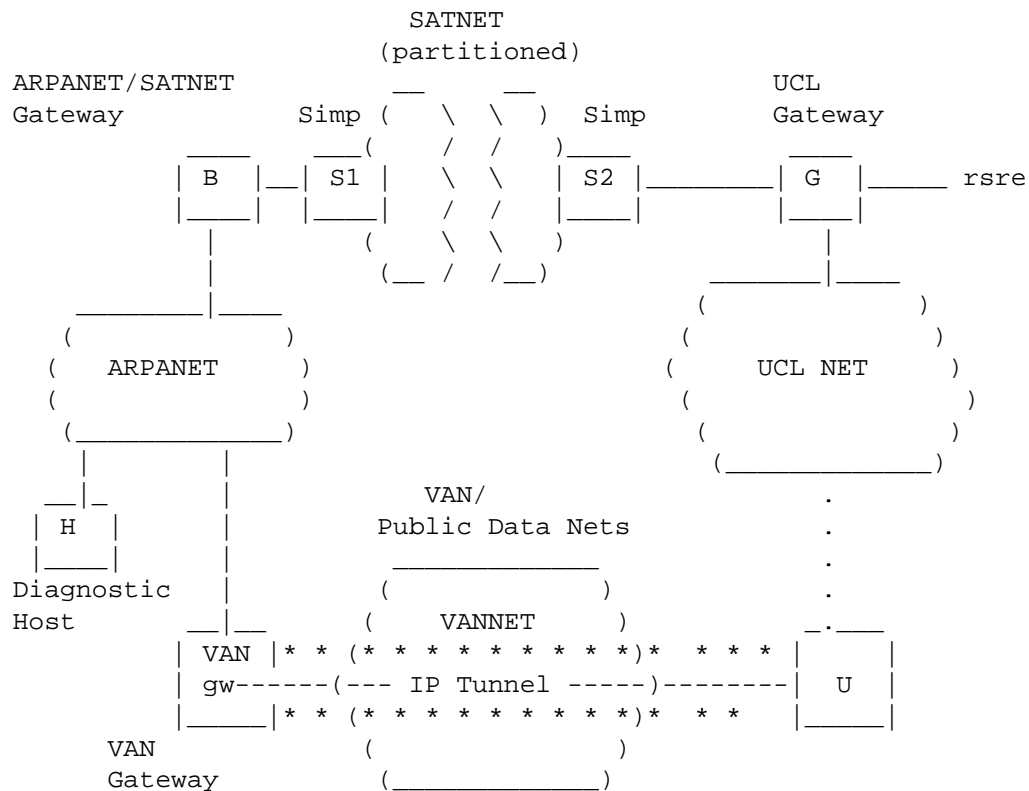 SATNET
(partitioned)
ARPANET/SATNET UCL
Gateway Simp Simp Gateway
B S1 S2 G rsre
ARPANET UCL NET
VAN/
H Public Data Nets
Diagnostic
Host VANNET
VAN
gw IP Tunnel U
VAN
Gateway